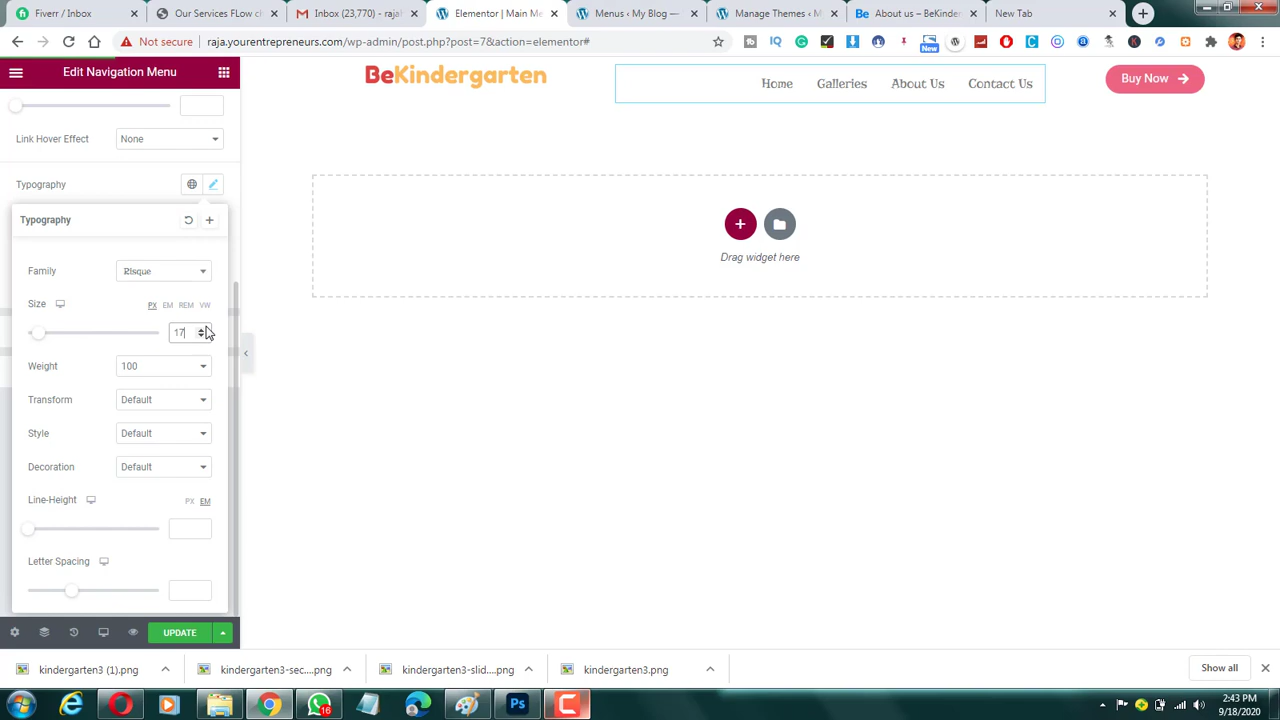 Fiverr / Inbox
Our Services FLow ch
Inbox (23,770) - rajal
Elementor | Main Me
Menus ‹ My Blog —
Manage Themes ‹ M
About us – BeKinder
New Tab
Not secure
raja.yourentrepreneurs.com/wp-admin/post.php?post=7&action=elementor#
New
Edit Navigation Menu
BeKindergarten
Home
Galleries
About Us
Contact Us
Buy Now
Link Hover Effect
None
Typography
Typography
Drag widget here
Family
Risque
Size
PX EM REM VW
17
Weight
100
Transform
Default
Style
Default
Decoration
Default
Line-Height
PX EM
Letter Spacing
UPDATE
kindergarten3 (1).png
kindergarten3-sec....png
kindergarten3-slid....png
kindergarten3.png
Show all
16
2:43 PM
9/18/2020